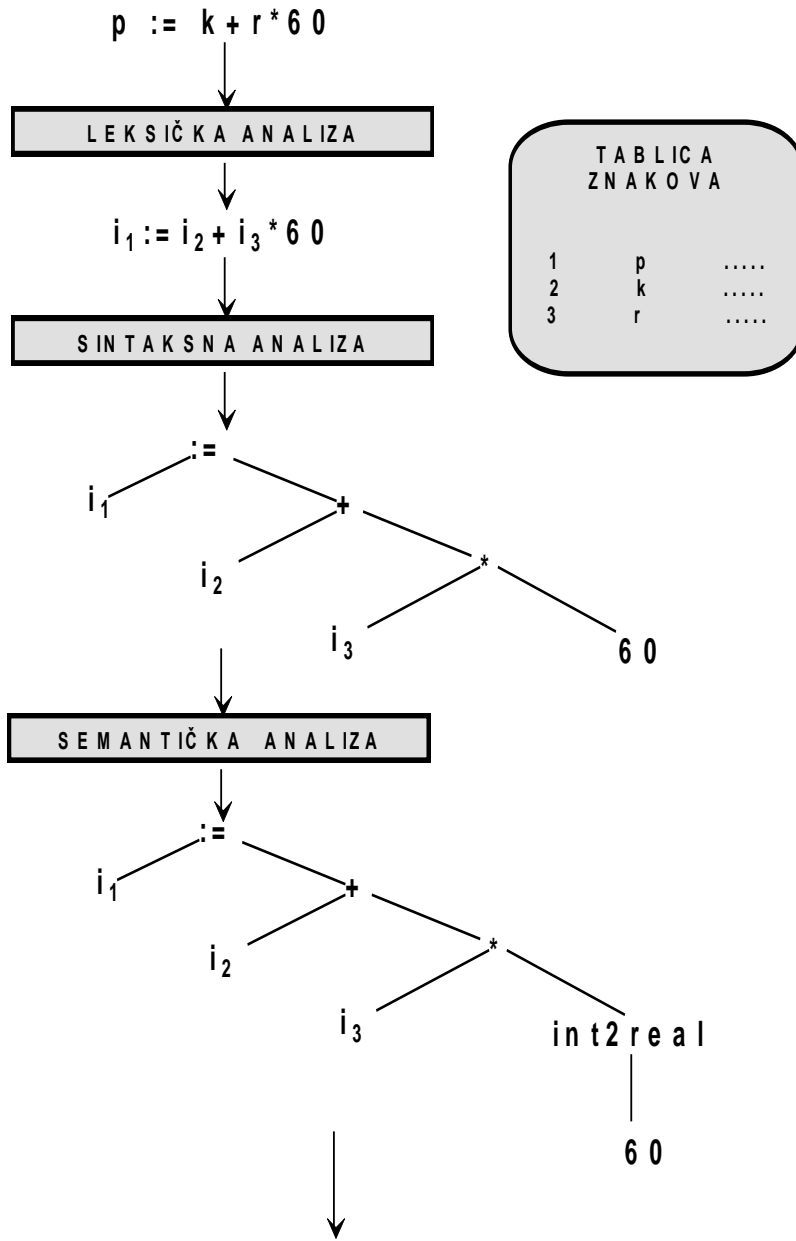 p := k + r*60
LEKSIČKA ANALIZA
i1 := i2 + i3*60
SINTAKSNA ANALIZA
TABLICA
ZNAKOVA
1 p .....
2 k .....
3 r .....
:=
i1
+
i2
*
i3
60
SEMANTIČKA ANALIZA
:=
i1
+
i2
*
i3
int2real
60